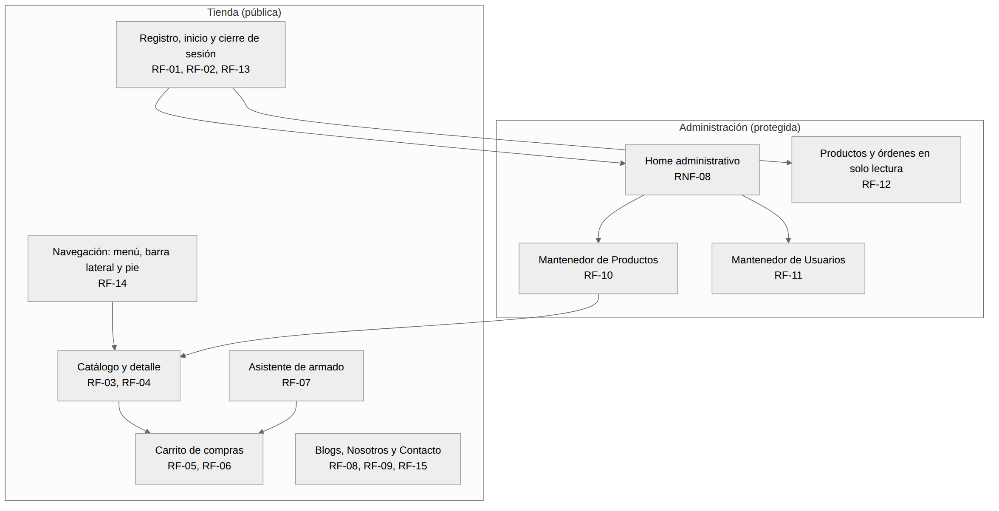 Tienda (pública)
Registro, inicio y cierre de
sesión
RF-01, RF-02, RF-13
Administración (protegida)
Home administrativo
RNF-08
Productos y órdenes en
solo lectura
RF-12
Navegación: menú, barra
lateral y pie
RF-14
Mantenedor de Productos
RF-10
Mantenedor de Usuarios
RF-11
Catálogo y detalle
RF-03, RF-04
Asistente de armado
RF-07
Carrito de compras
RF-05, RF-06
Blogs, Nosotros y Contacto
RF-08, RF-09, RF-15